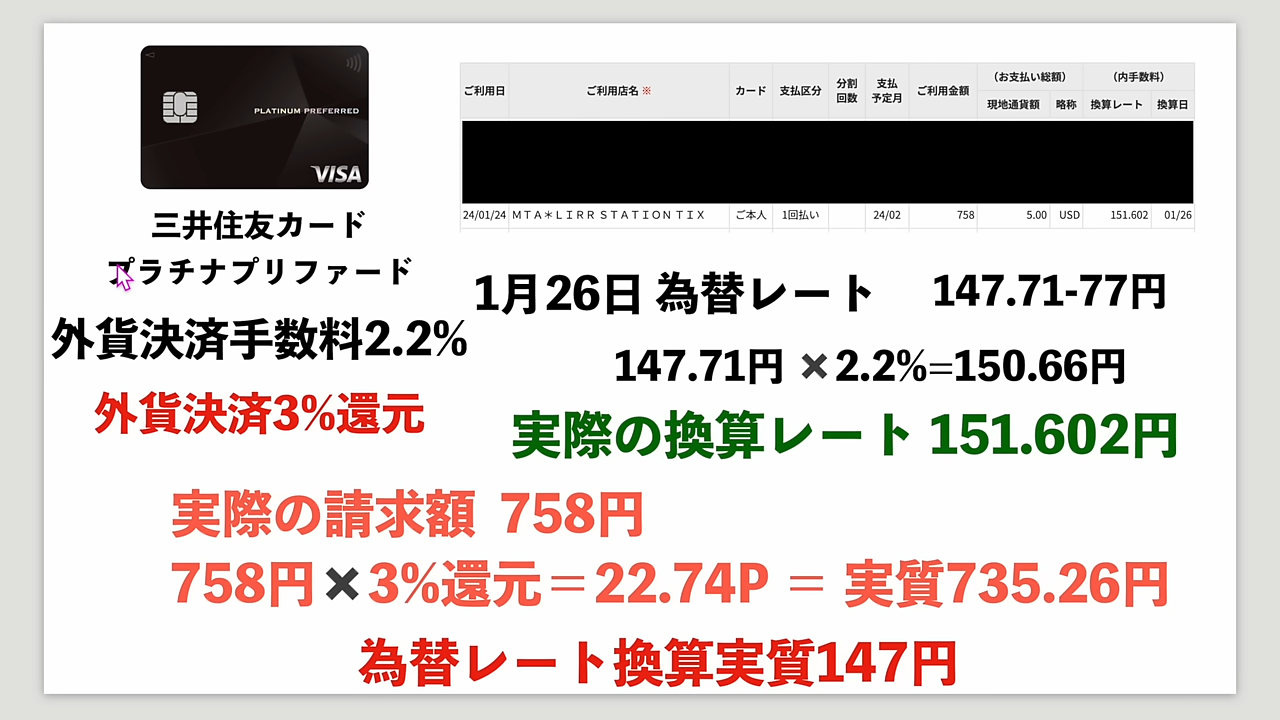 PLATINUM PREFERRED
VISA
三井住友カード
プラチナプリファード
外貨決済手数料2.2%
外貨決済3%還元
ご利用日 ご利用店名 ※ カード 支払区分 分割回数 支払予定月 ご利用金額 (お支払い総額) (内手数料)
現地通貨額 略称 換算レート 換算日
24/01/24 MTA＊LIRR STATION TIX ご本人 1回払い 24/02 758 5.00 USD 151.602 01/26
1月26日 為替レート 147.71-77円
147.71円 ✖2.2%=150.66円
実際の換算レート 151.602円
実際の請求額 758円
758円✖3%還元＝22.74P ＝ 実質735.26円
為替レート換算実質147円